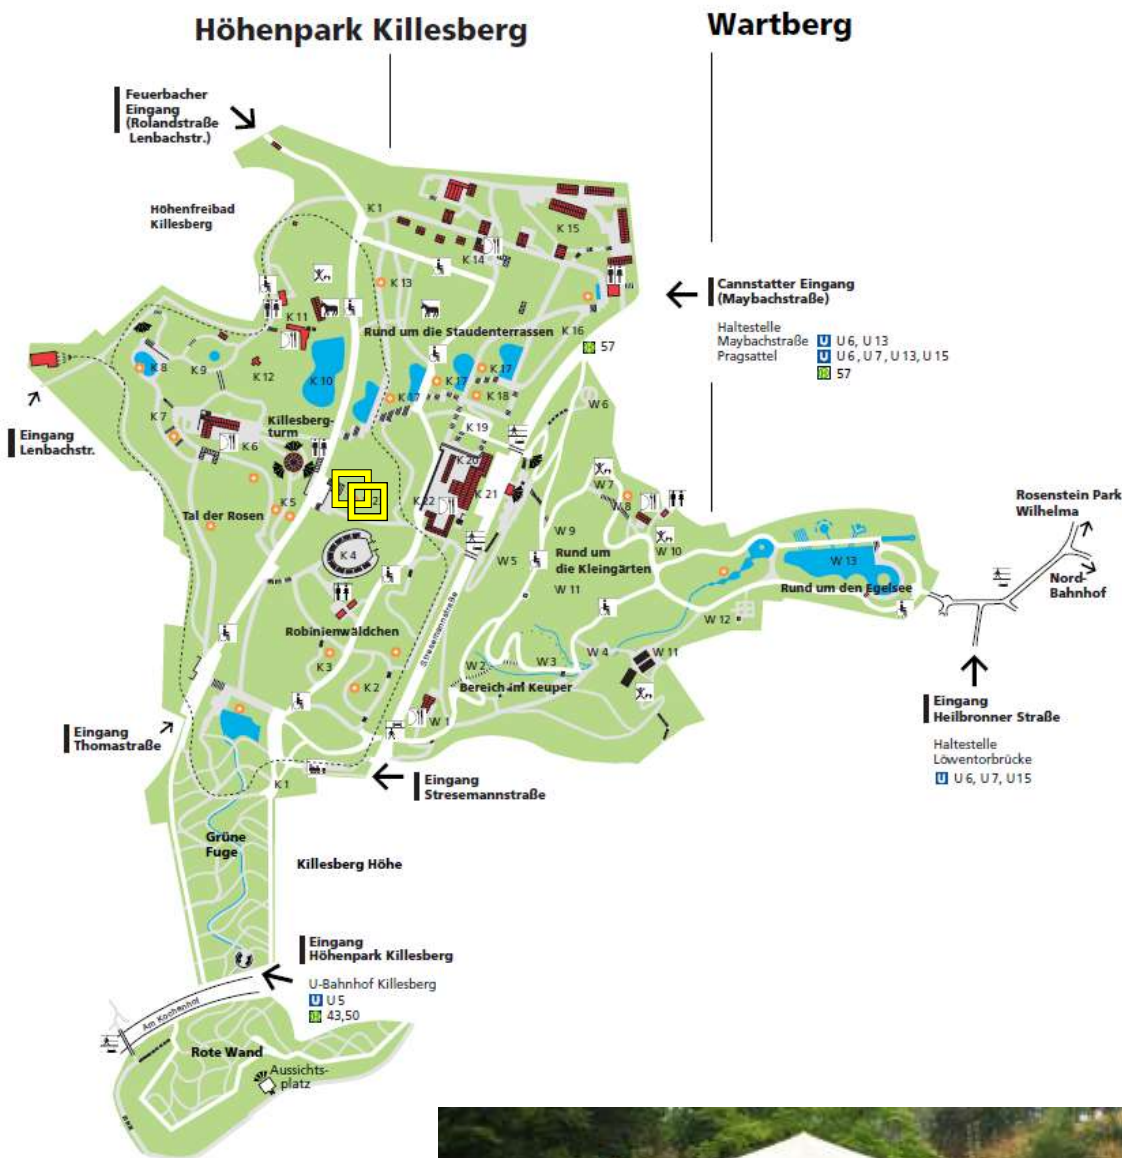 Höhenpark Killesberg
Wartberg
Feuerbacher
Eingang
(Rolandstraße
Lenbachstr.)
Höhenfreibad
Killesberg
K 1
K 15
K 14
K 13
Cannstatter Eingang
(Maybachstraße)
Haltestelle
Maybachstraße U U 6, U 13
Pragsattel U U 6, U 7, U 13, U 15
57
K 11
Rund um die Staudenterrassen
K 16
57
K 8
K 9
K 12
K 10
K 17
K 17
K 17
K 18
W 6
Eingang
Lenbachstr.
K 7
K 6
Killesberg-
turm
K 19
K 20
K 21
K 22
W 7
W 8
Rosenstein Park
Wilhelma
Tal der Rosen
K 5
K 4
W 9
W 5
Rund um
die Kleingärten
W 10
W 11
W 13
Rund um den Egelsee
Nord-
Bahnhof
Robinienwäldchen
Stresemannstraße
W 12
K 3
K 2
W 2
W 3
W 4
W 11
Bereich im Keuper
W 1
Eingang
Thomastraße
Eingang
Heilbronner Straße
Haltestelle
Löwentorbrücke
U U 6, U 7, U15
K 1
Eingang
Stresemannstraße
Grüne
Fuge
Killesberg Höhe
Eingang
Höhenpark Killesberg
U-Bahnhof Killesberg
U U 5
43,50
Am Kochenhof
Rote Wand
Aussichts-
platz